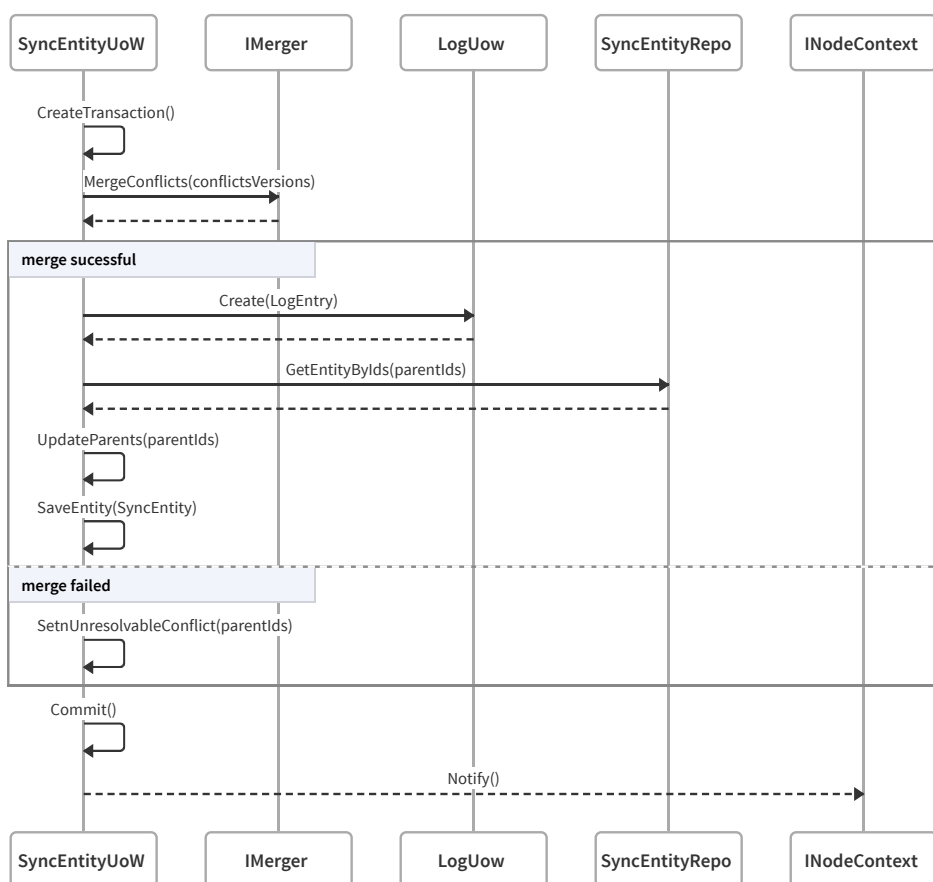 SyncEntityUoW IMerger LogUow SyncEntityRepo INodeContext
CreateTransaction()
MergeConflicts(conflictsVersions)
merge sucessful
Create(LogEntry)
GetEntityByIds(parentIds)
UpdateParents(parentIds)
SaveEntity(SyncEntity)
merge failed
SetnUnresolvableConflict(parentIds)
Commit()
Notify()
SyncEntityUoW IMerger LogUow SyncEntityRepo INodeContext